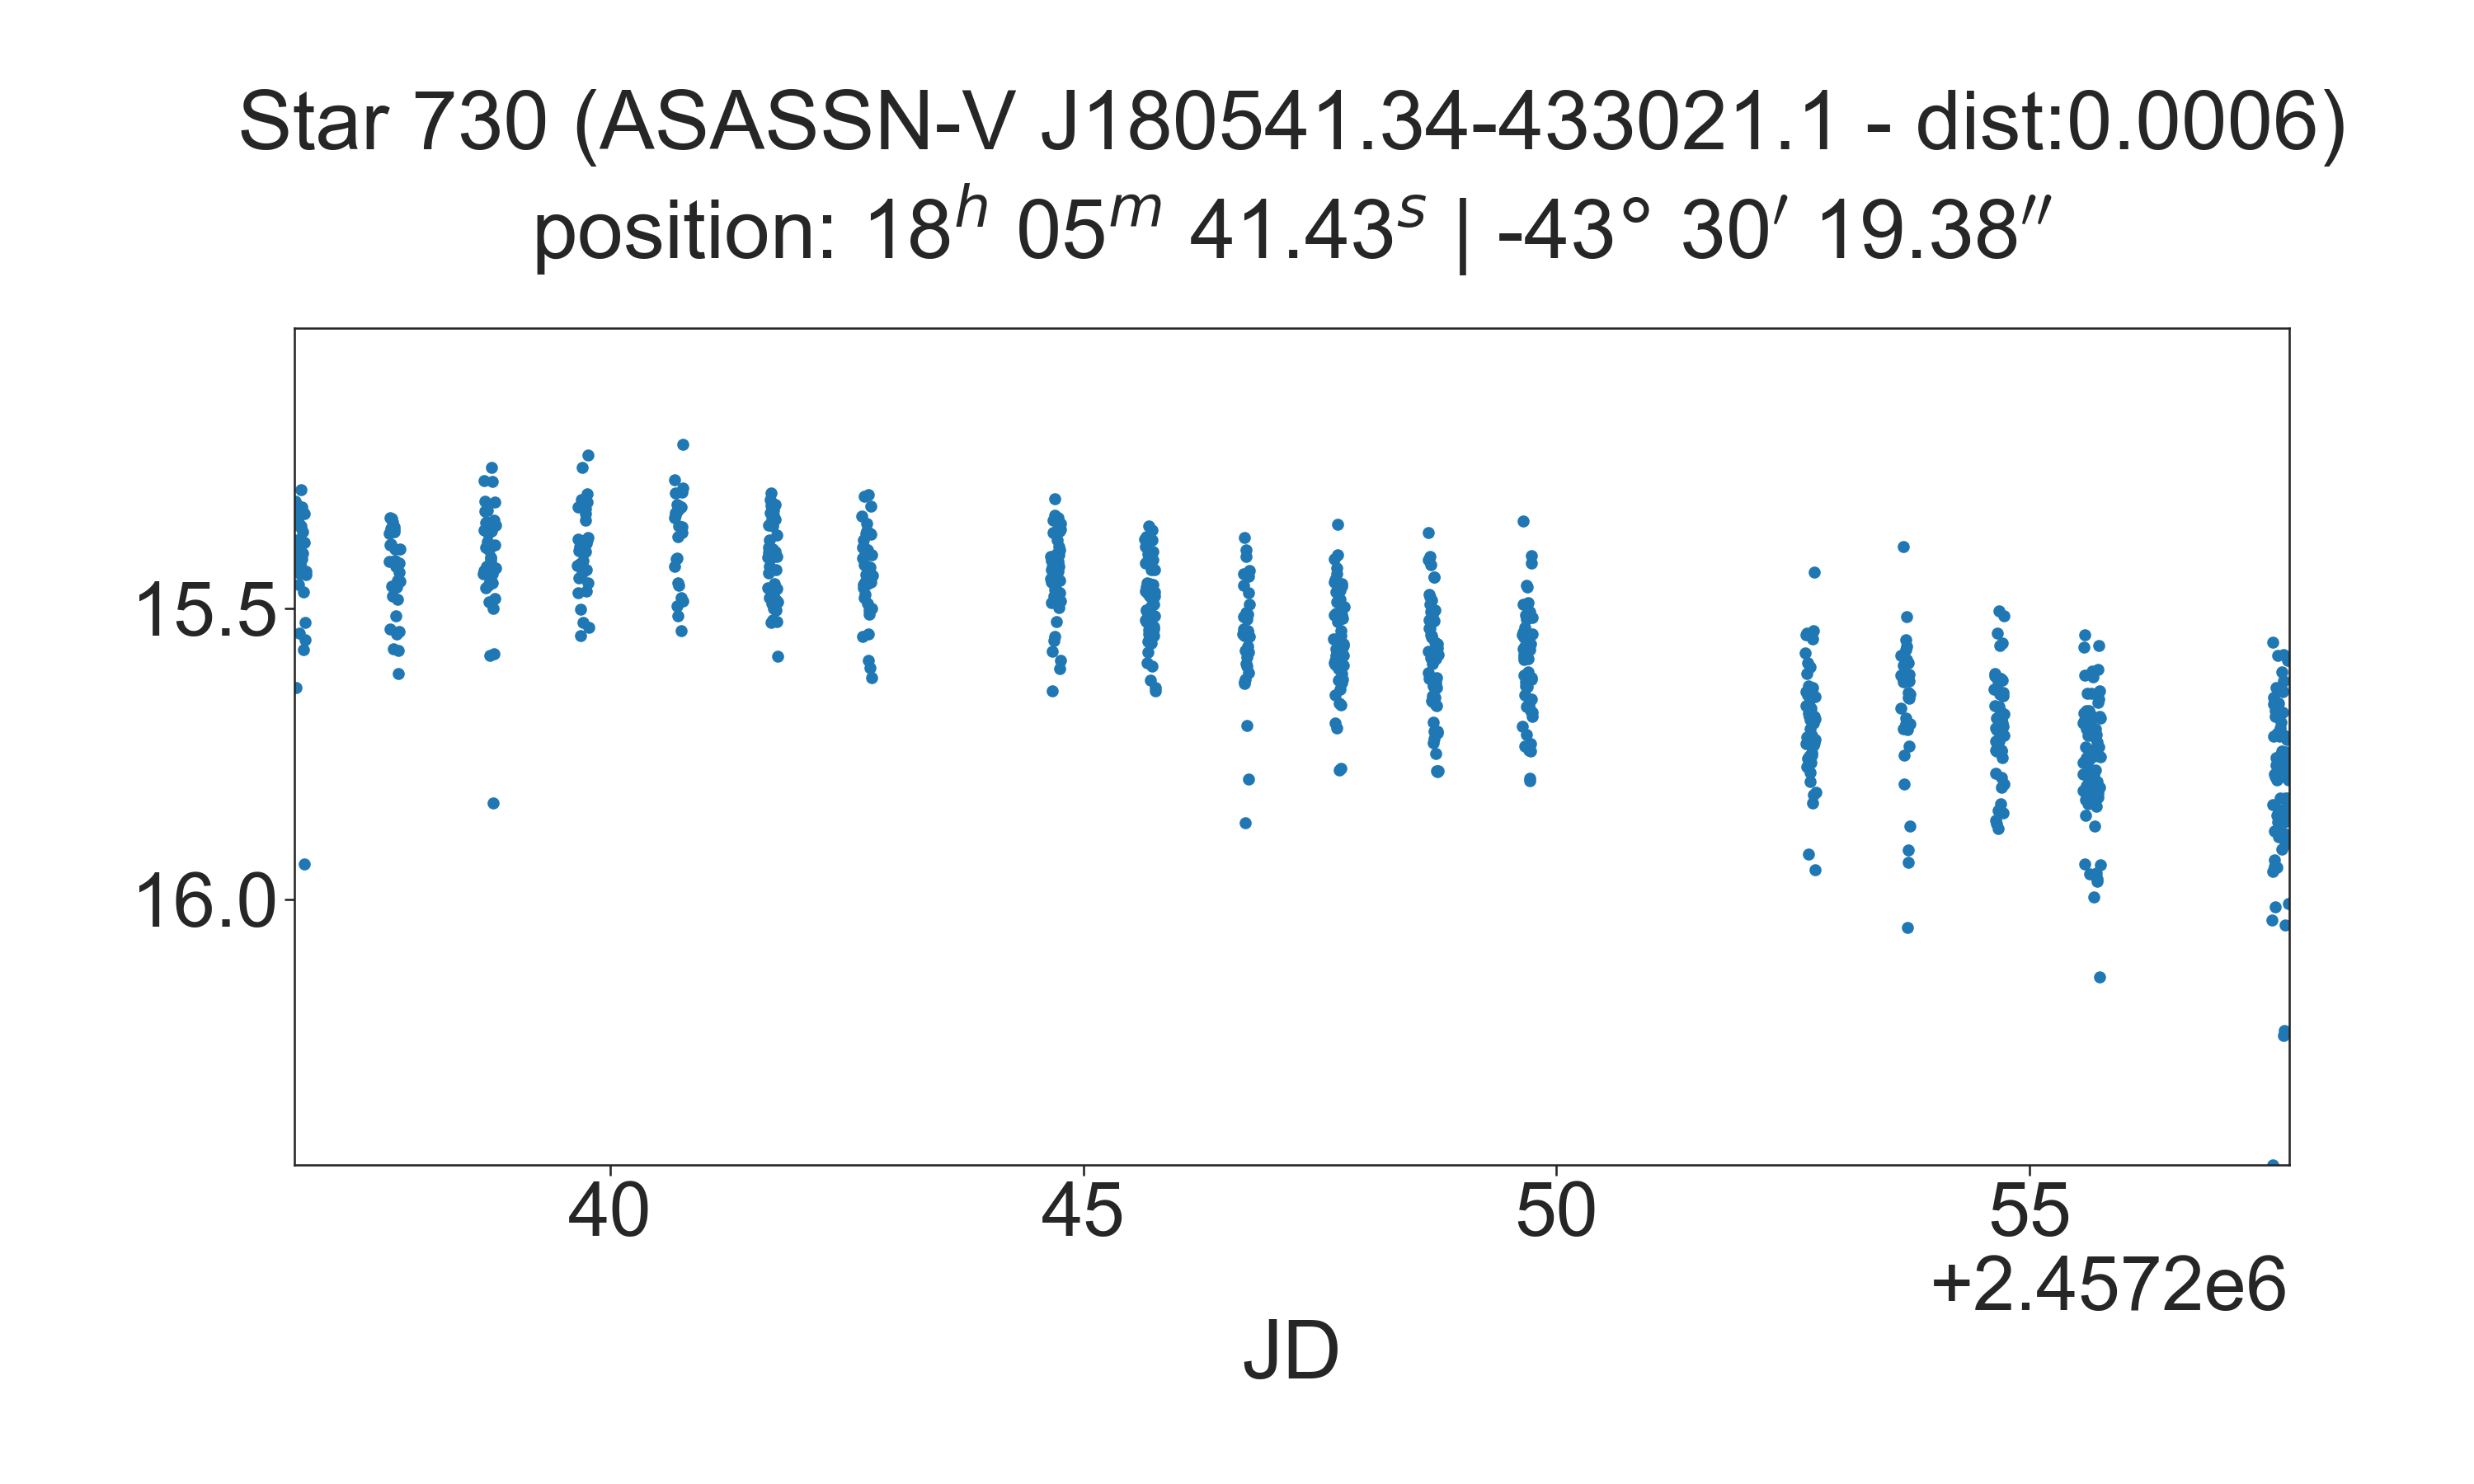 Star 730 (ASASSN-V J180541.34-433021.1 - dist:0.0006)
position: 18ʰ 05ᵐ 41.43ˢ | -43° 30′ 19.38″
15.5
16.0
40 45 50 55
+2.4572e6
JD